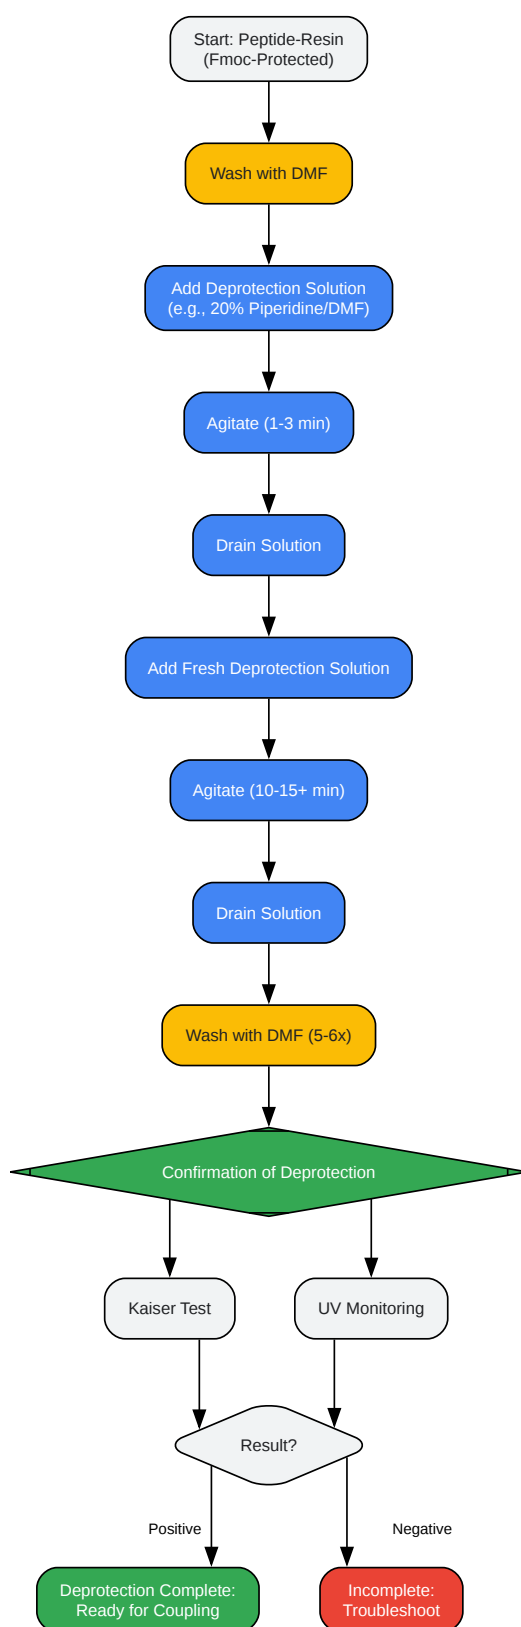 Start: Peptide-Resin
(Fmoc-Protected)
Wash with DMF
Add Deprotection Solution
(e.g., 20% Piperidine/DMF)
Agitate (1-3 min)
Drain Solution
Add Fresh Deprotection Solution
Agitate (10-15+ min)
Drain Solution
Wash with DMF (5-6x)
Confirmation of Deprotection
Kaiser Test
UV Monitoring
Result?
Positive
Negative
Deprotection Complete:
Ready for Coupling
Incomplete:
Troubleshoot